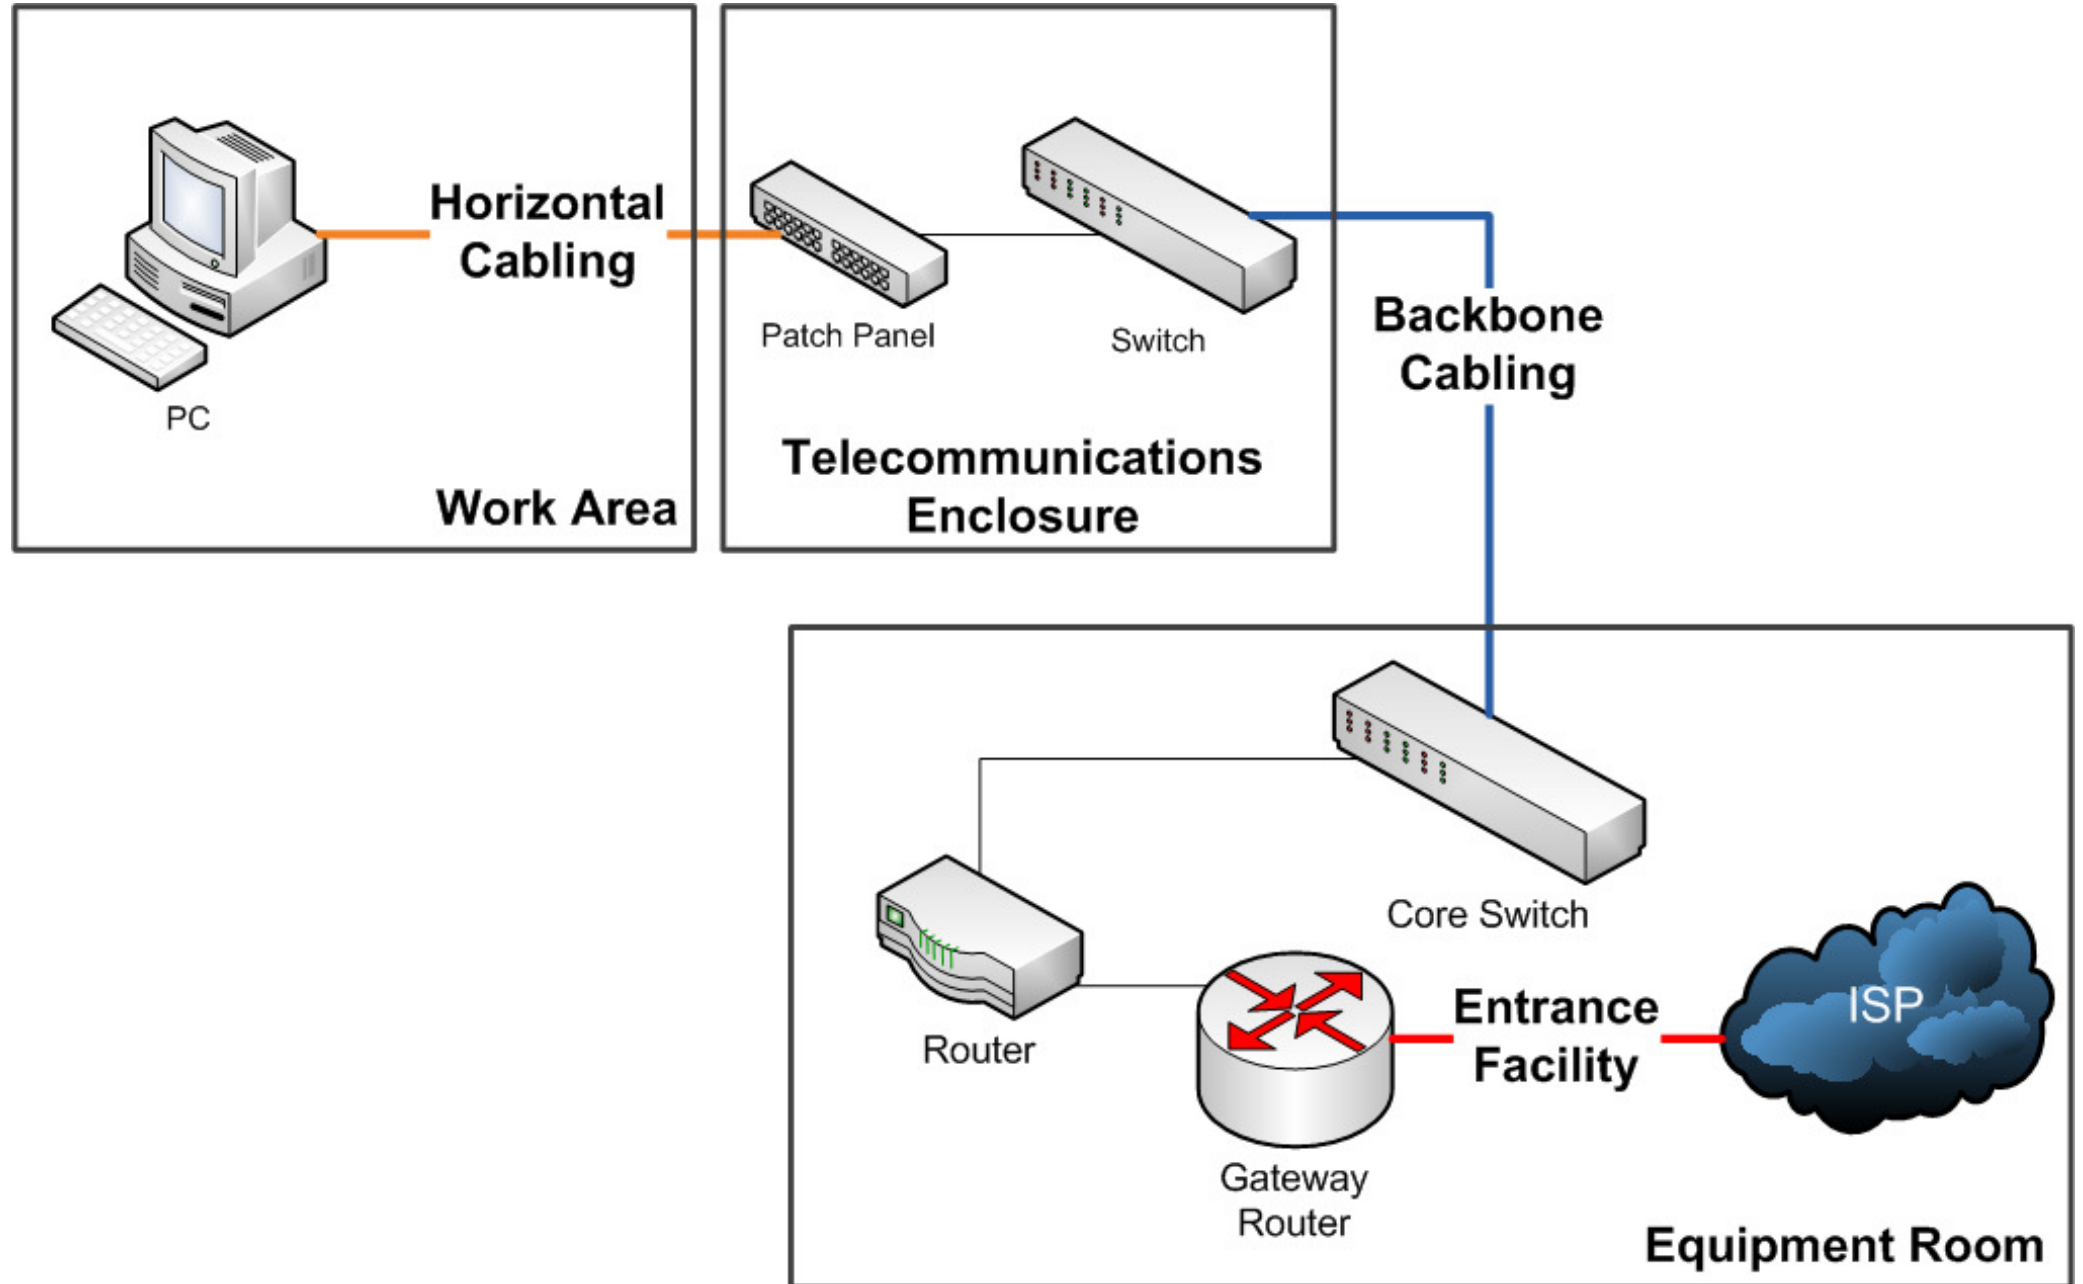 Horizontal
Cabling
PC
Work Area
Patch Panel
Switch
Telecommunications
Enclosure
Backbone
Cabling
Core Switch
Router
Gateway
Router
Entrance
Facility
ISP
Equipment Room